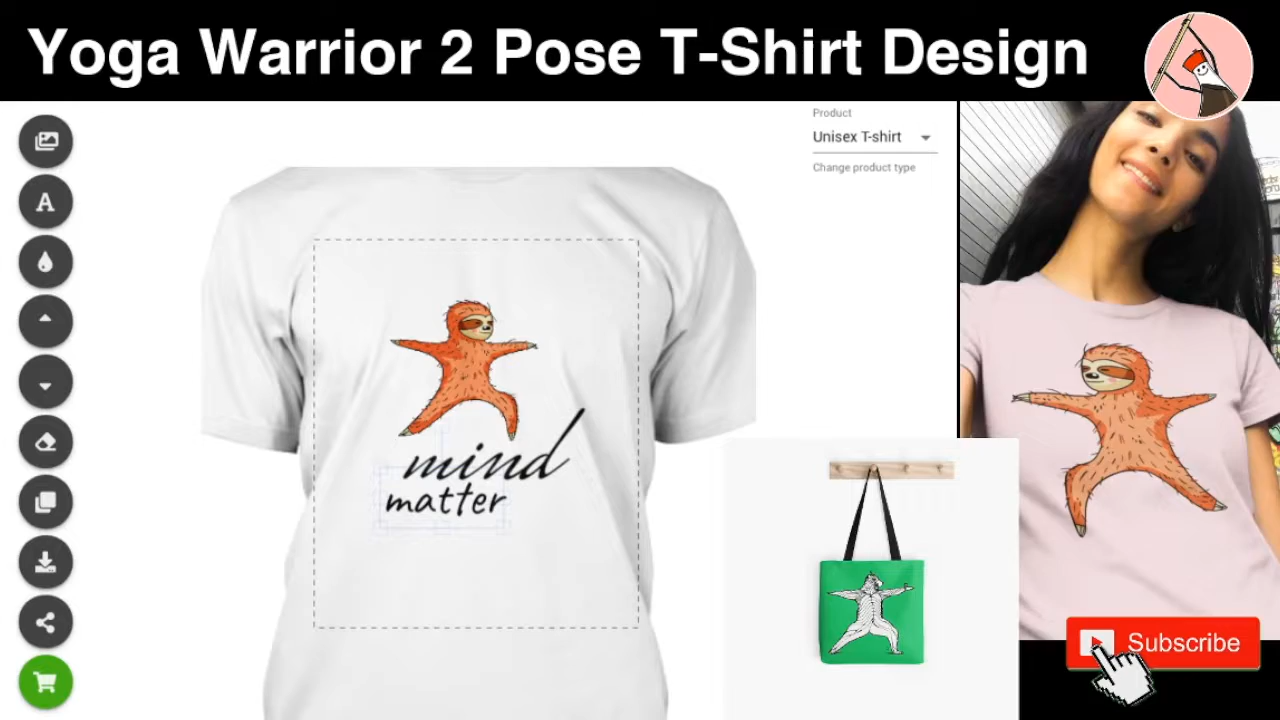 Yoga Warrior 2 Pose T-Shirt Design
Product
Unisex T-shirt
Change product type
A
mind
matter
Subscribe